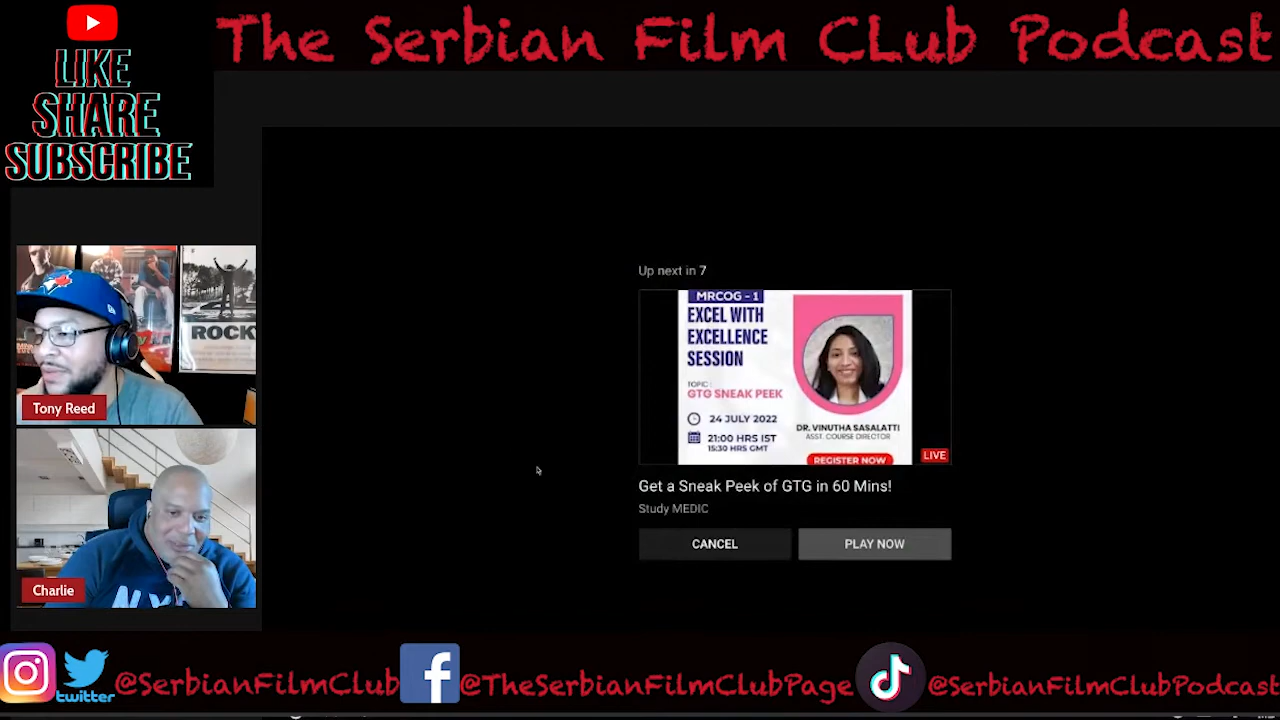 The Serbian Film CLub Podcast
LIKE
SHARE
SUBSCRIBE
ROCKY
Tony Reed
Charlie
Up next in 7
MRCOG - 1
EXCEL WITH
EXCELLENCE
SESSION
TOPIC :
GTG SNEAK PEEK
24 JULY 2022
21:00 HRS IST
15:30 HRS GMT
DR. VINUTHA SASALATTI
ASST. COURSE DIRECTOR
REGISTER NOW
LIVE
Get a Sneak Peek of GTG in 60 Mins!
Study MEDIC
CANCEL
PLAY NOW
twitter
@SerbianFilmClub
@TheSerbianFilmClubPage
@SerbianFilmClubPodcast